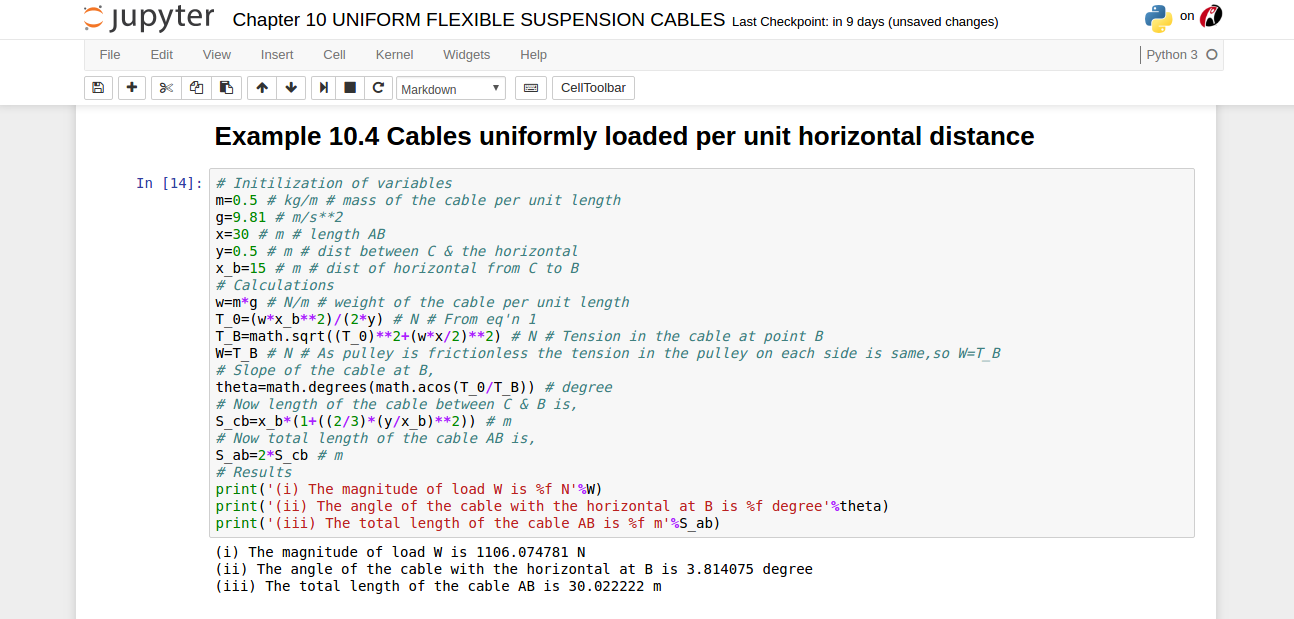 jupyter Chapter 10 UNIFORM FLEXIBLE SUSPENSION CABLES Last Checkpoint: in 9 days (unsaved changes) on
File Edit View Insert Cell Kernel Widgets Help Python 3
Markdown CellToolbar
Example 10.4 Cables uniformly loaded per unit horizontal distance
In [14]: # Initilization of variables
m=0.5 # kg/m # mass of the cable per unit length
g=9.81 # m/s**2
x=30 # m # length AB
y=0.5 # m # dist between C & the horizontal
x_b=15 # m # dist of horizontal from C to B
# Calculations
w=m*g # N/m # weight of the cable per unit length
T_0=(w*x_b**2)/(2*y) # N # From eq'n 1
T_B=math.sqrt((T_0)**2+(w*x/2)**2) # N # Tension in the cable at point B
W=T_B # N # As pulley is frictionless the tension in the pulley on each side is same,so W=T_B
# Slope of the cable at B,
theta=math.degrees(math.acos(T_0/T_B)) # degree
# Now length of the cable between C & B is,
S_cb=x_b*(1+((2/3)*(y/x_b)**2)) # m
# Now total length of the cable AB is,
S_ab=2*S_cb # m
# Results
print('(i) The magnitude of load W is %f N'%W)
print('(ii) The angle of the cable with the horizontal at B is %f degree'%theta)
print('(iii) The total length of the cable AB is %f m'%S_ab)
(i) The magnitude of load W is 1106.074781 N
(ii) The angle of the cable with the horizontal at B is 3.814075 degree
(iii) The total length of the cable AB is 30.022222 m